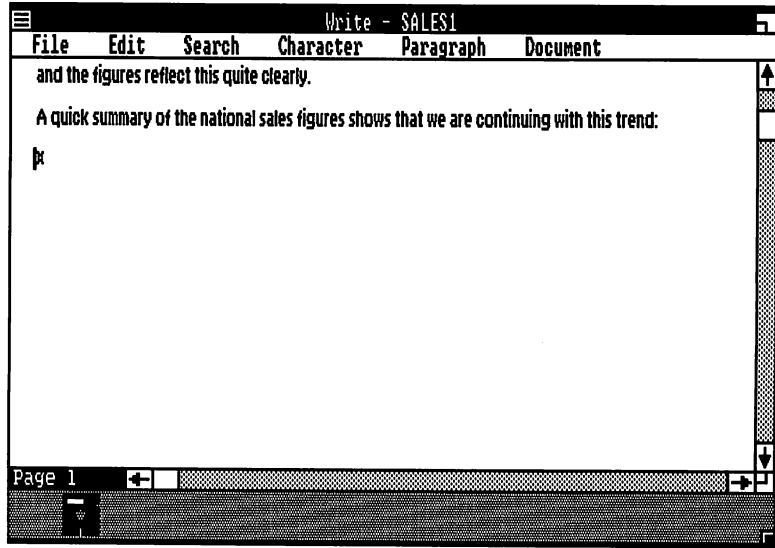 Write - SALES1
File Edit Search Character Paragraph Document
and the figures reflect this quite clearly.
A quick summary of the national sales figures shows that we are continuing with this trend:
Page 1